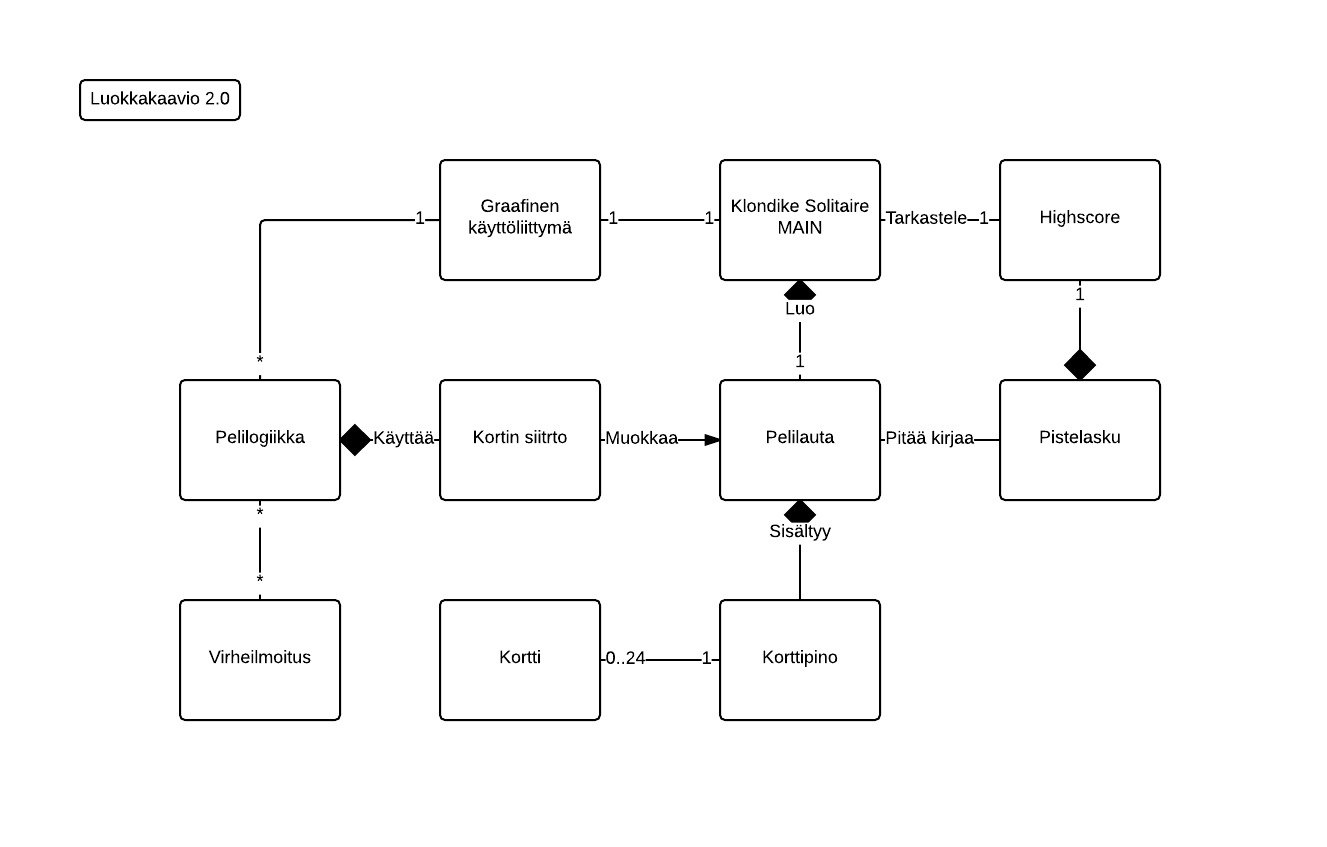 Luokkakaavio 2.0
Graafinen
käyttöliittymä
Klondike Solitaire
MAIN
Highscore
1
1
1
Tarkastele
1
1
Luo
1
*
Pelilogiikka
Käyttää
Kortin siitrto
Muokkaa
Pelilauta
Pitää kirjaa
Pistelasku
*
Sisältyy
*
Virheilmoitus
Kortti
0..24
1
Korttipino